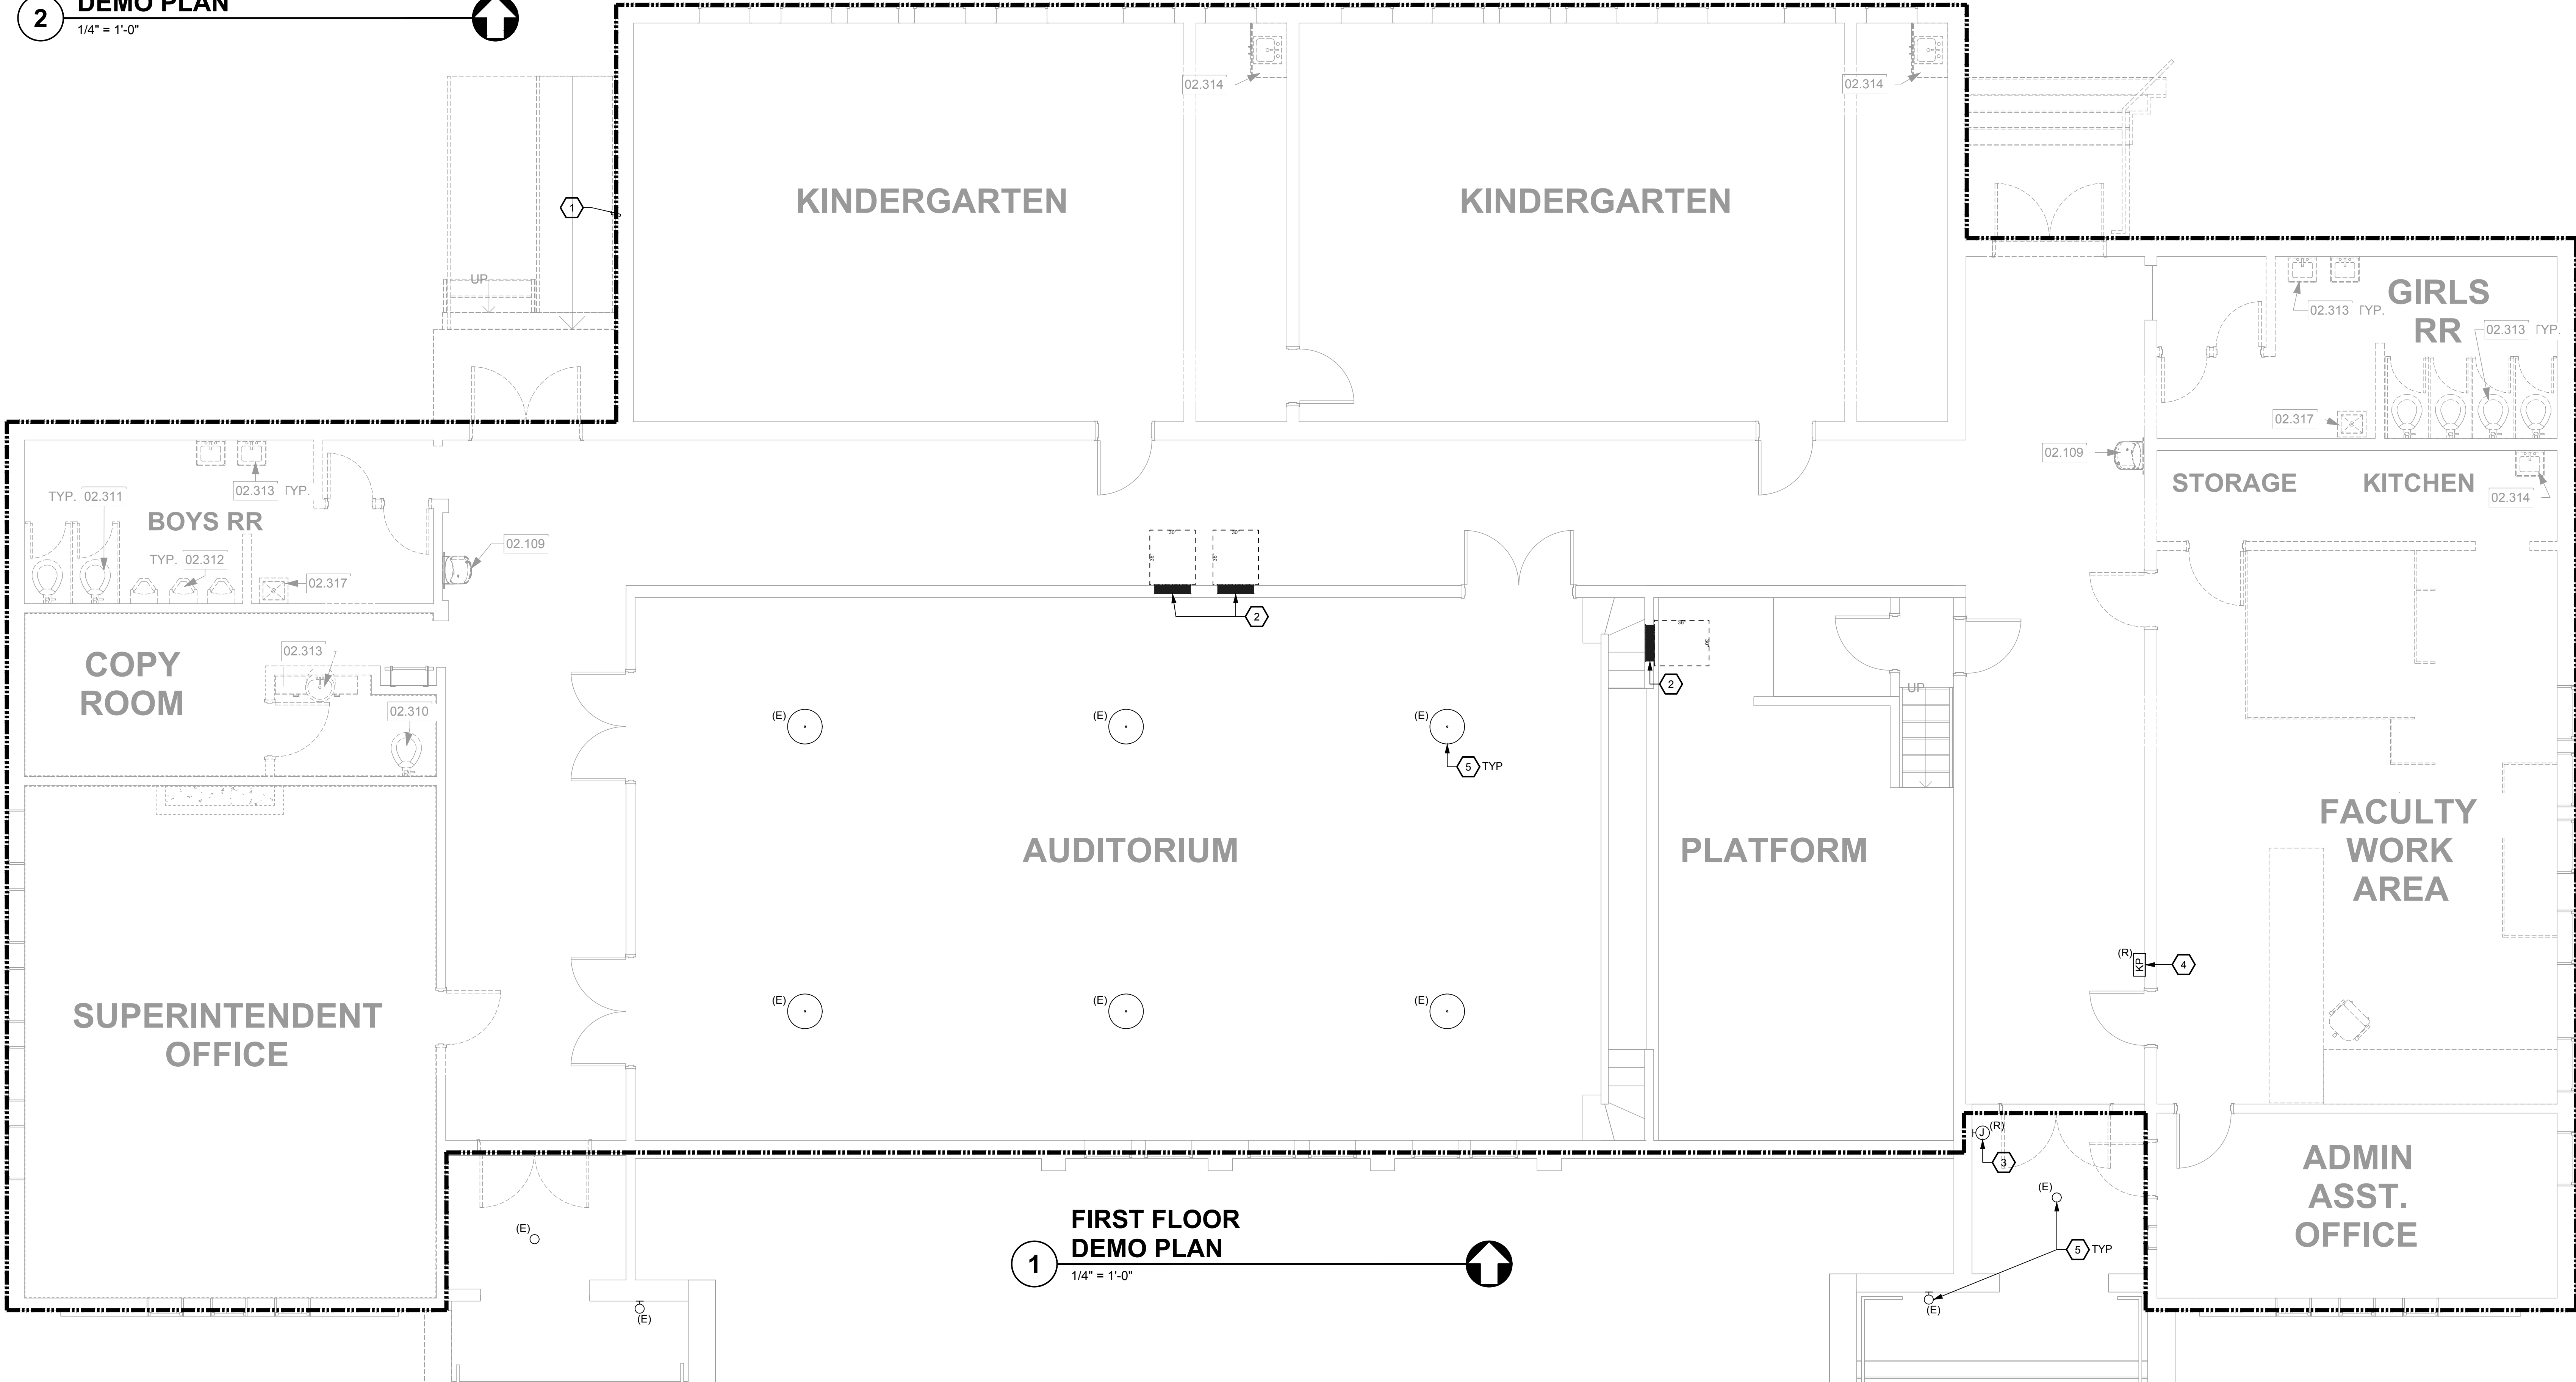 2
DEMO PLAN
1/4" = 1'-0"
02.314
02.314
1
KINDERGARTEN
KINDERGARTEN
UP
GIRLS
RR
02.313 TYP.
02.313 TYP.
02.317
02.109
STORAGE
KITCHEN
02.314
TYP. 02.311
02.313 TYP.
BOYS RR
TYP. 02.312
02.317
02.109
30"
30"
2
36"
30"
2
COPY
ROOM
02.313
02.310
UP
(E)
(E)
(E)
5 TYP
AUDITORIUM
PLATFORM
FACULTY
WORK
AREA
(R)
KP
4
SUPERINTENDENT
OFFICE
(E)
(E)
(E)
J
(R)
3
ADMIN
ASST.
OFFICE
(E)
(E)
5 TYP
(E)
(E)
FIRST FLOOR
DEMO PLAN
1
1/4" = 1'-0"